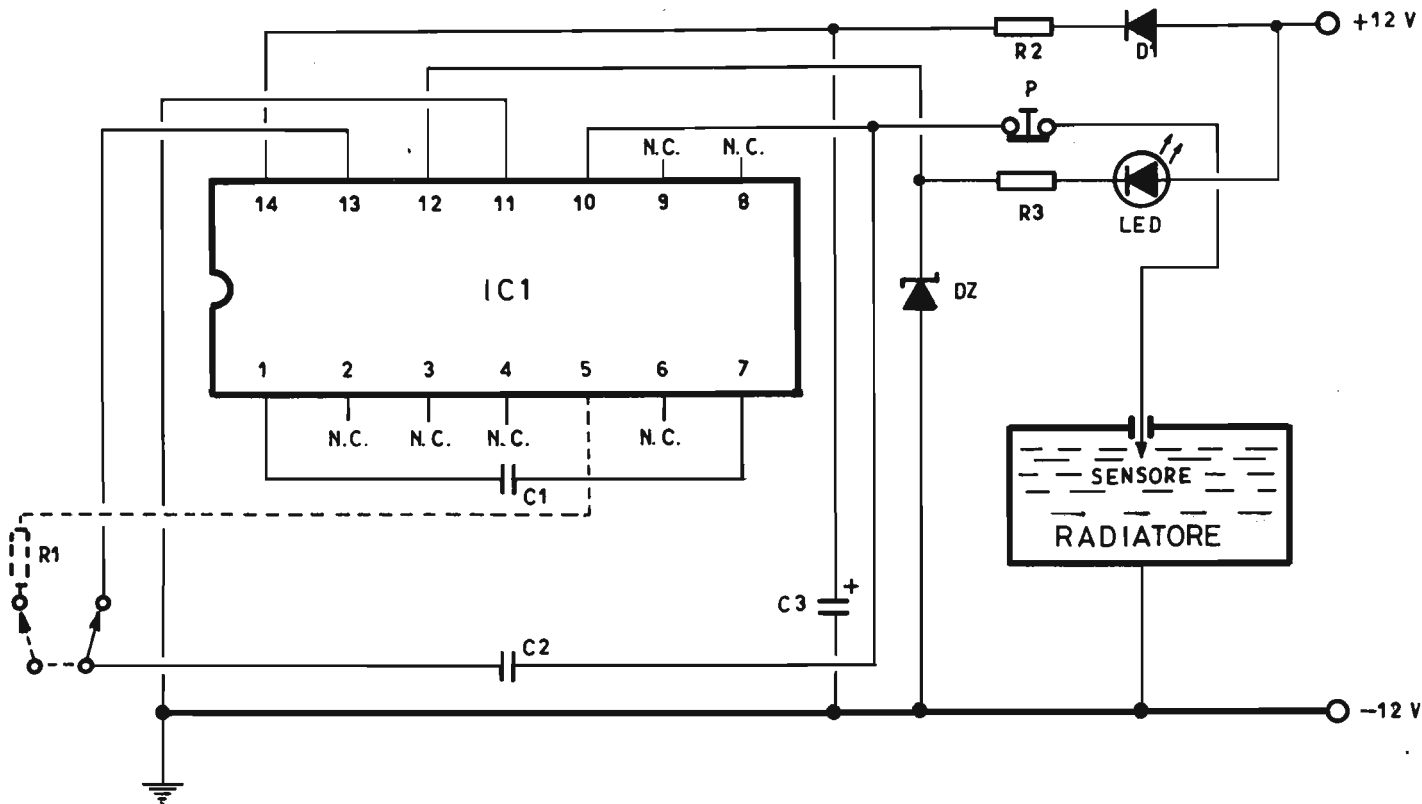 +12 V
R2
D1
P
N.C.
N.C.
14 13 12 11 10 9 8
R3
LED
IC1
DZ
1 2 3 4 5 6 7
N.C.
N.C.
N.C.
N.C.
C1
SENSORE
RADIATORE
R1
C3
+
C2
−12 V